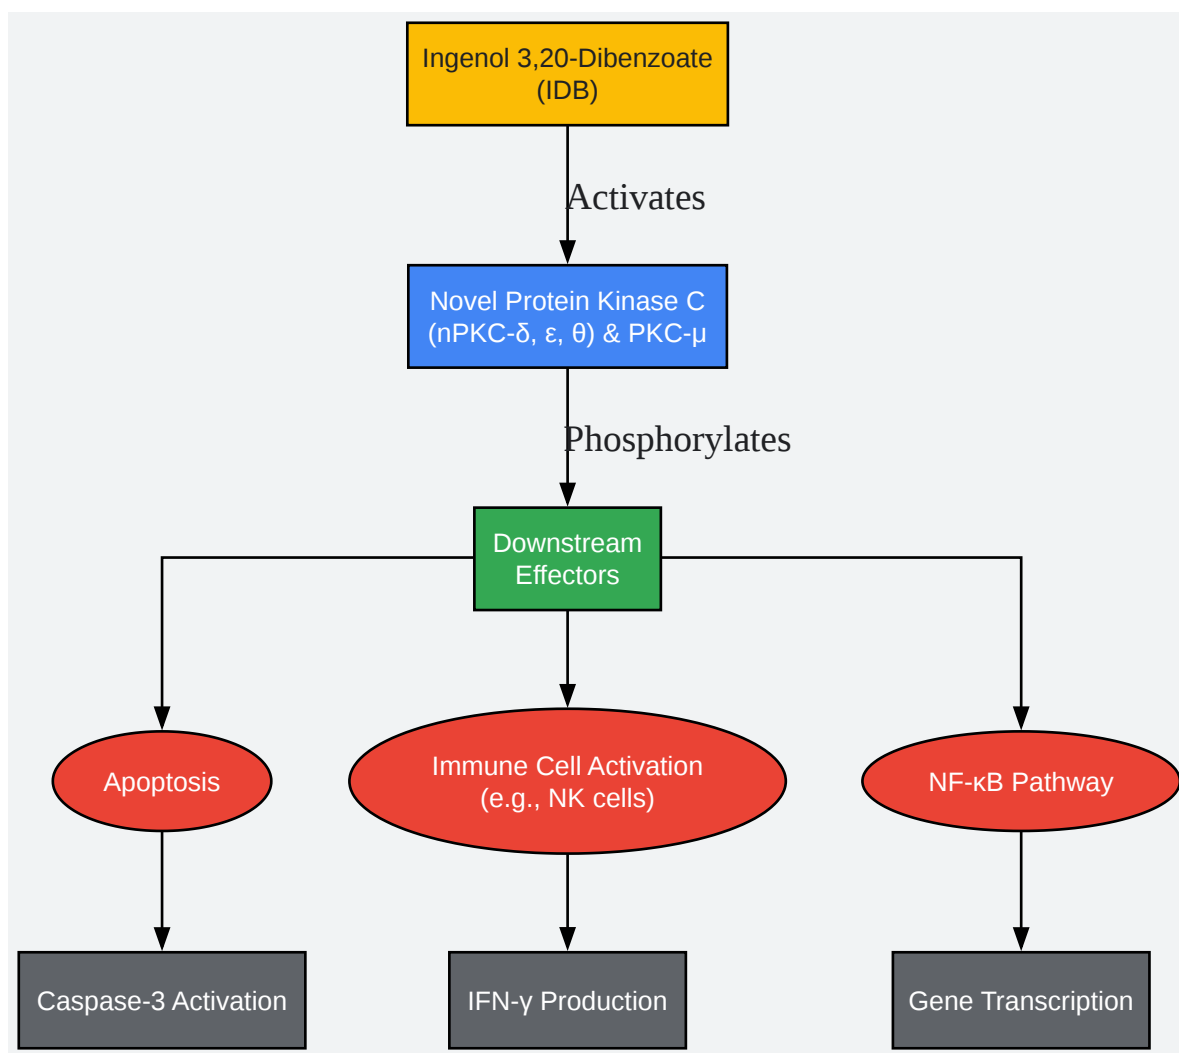 Ingenol 3,20-Dibenzoate
(IDB)
Activates
Novel Protein Kinase C
(nPKC-δ, ε, θ) & PKC-μ
Phosphorylates
Downstream
Effectors
Apoptosis
Immune Cell Activation
(e.g., NK cells)
NF-κB Pathway
Caspase-3 Activation
IFN-γ Production
Gene Transcription